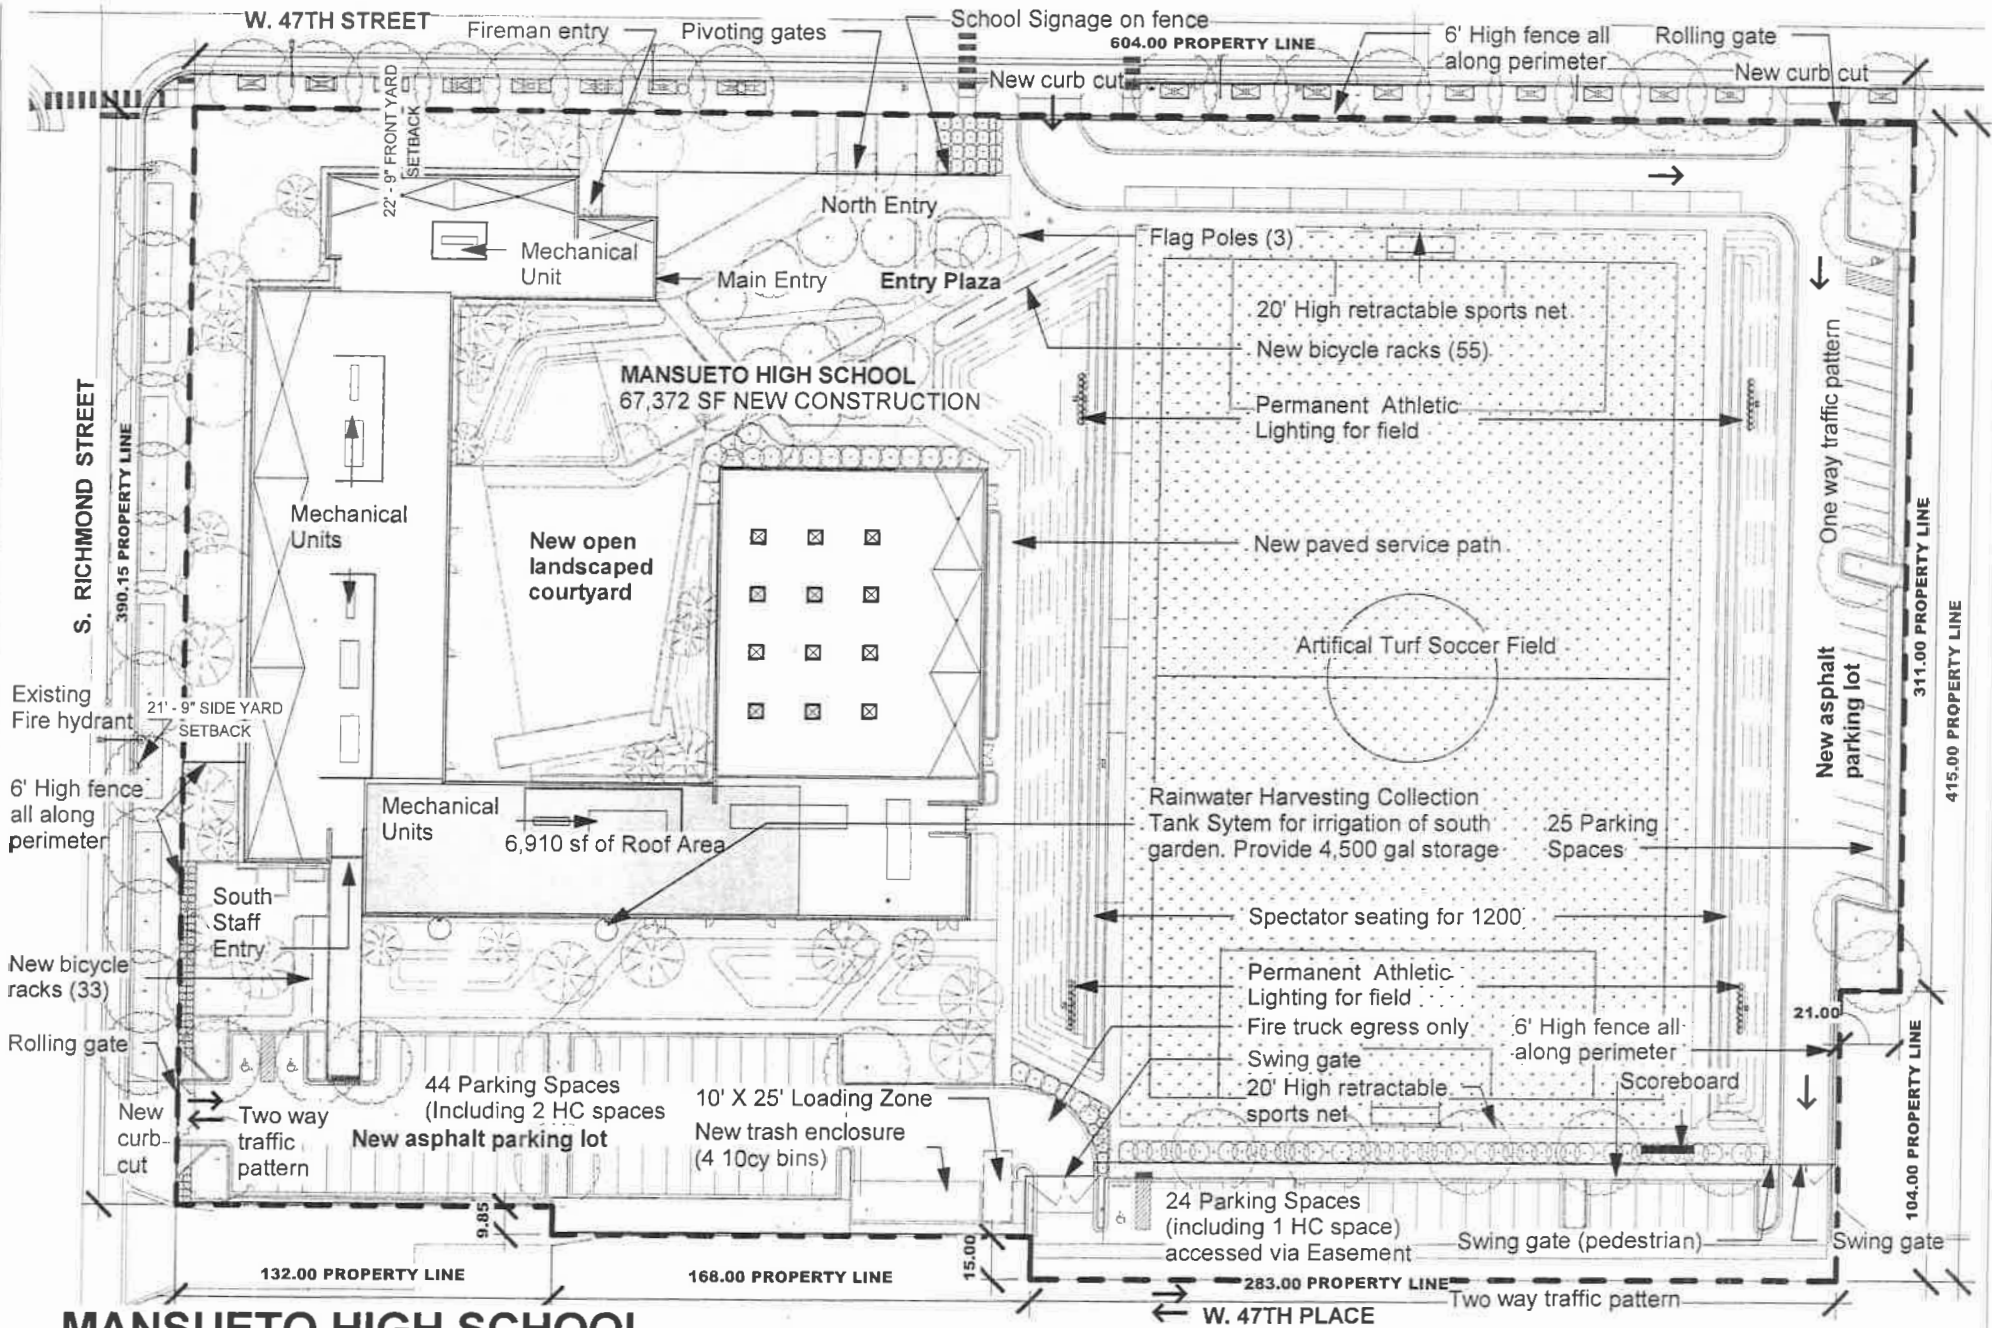 W. 47TH STREET
Fireman entry
Pivoting gates
School Signage on fence
604.00 PROPERTY LINE
6' High fence all
along perimeter
Rolling gate
New curb cut
New curb cut
22' - 9" FRONT YARD
SETBACK
North Entry
Mechanical
Unit
Main Entry
Entry Plaza
Flag Poles (3)
20' High retractable sports net
New bicycle racks (55)
MANSUETO HIGH SCHOOL
67,372 SF NEW CONSTRUCTION
Permanent Athletic
Lighting for field
One way traffic pattern
S. RICHMOND STREET
390.15 PROPERTY LINE
Mechanical
Units
New open
landscaped
courtyard
New paved service path
Artifical Turf Soccer Field
New asphalt
parking lot
311.00 PROPERTY LINE
415.00 PROPERTY LINE
Existing
Fire hydrant
21' - 9" SIDE YARD
SETBACK
6' High fence
all along
perimeter
Mechanical
Units
6,910 sf of Roof Area
Rainwater Harvesting Collection
Tank Sytem for irrigation of south
garden. Provide 4,500 gal storage
25 Parking
Spaces
South
Staff
Entry
Spectator seating for 1200
New bicycle
racks (33)
Permanent Athletic
Lighting for field
Fire truck egress only
6' High fence all
along perimeter
21.00
Rolling gate
Swing gate
20' High retractable
sports net
Scoreboard
104.00 PROPERTY LINE
New
curb
cut
Two way
traffic
pattern
44 Parking Spaces
(Including 2 HC spaces
New asphalt parking lot
10' X 25' Loading Zone
New trash enclosure
(4 10cy bins)
24 Parking Spaces
(including 1 HC space)
accessed via Easement
Swing gate (pedestrian)
Swing gate
9.85
15.00
132.00 PROPERTY LINE
168.00 PROPERTY LINE
283.00 PROPERTY LINE
Two way traffic pattern
W. 47TH PLACE
MANSUETO HIGH SCHOOL